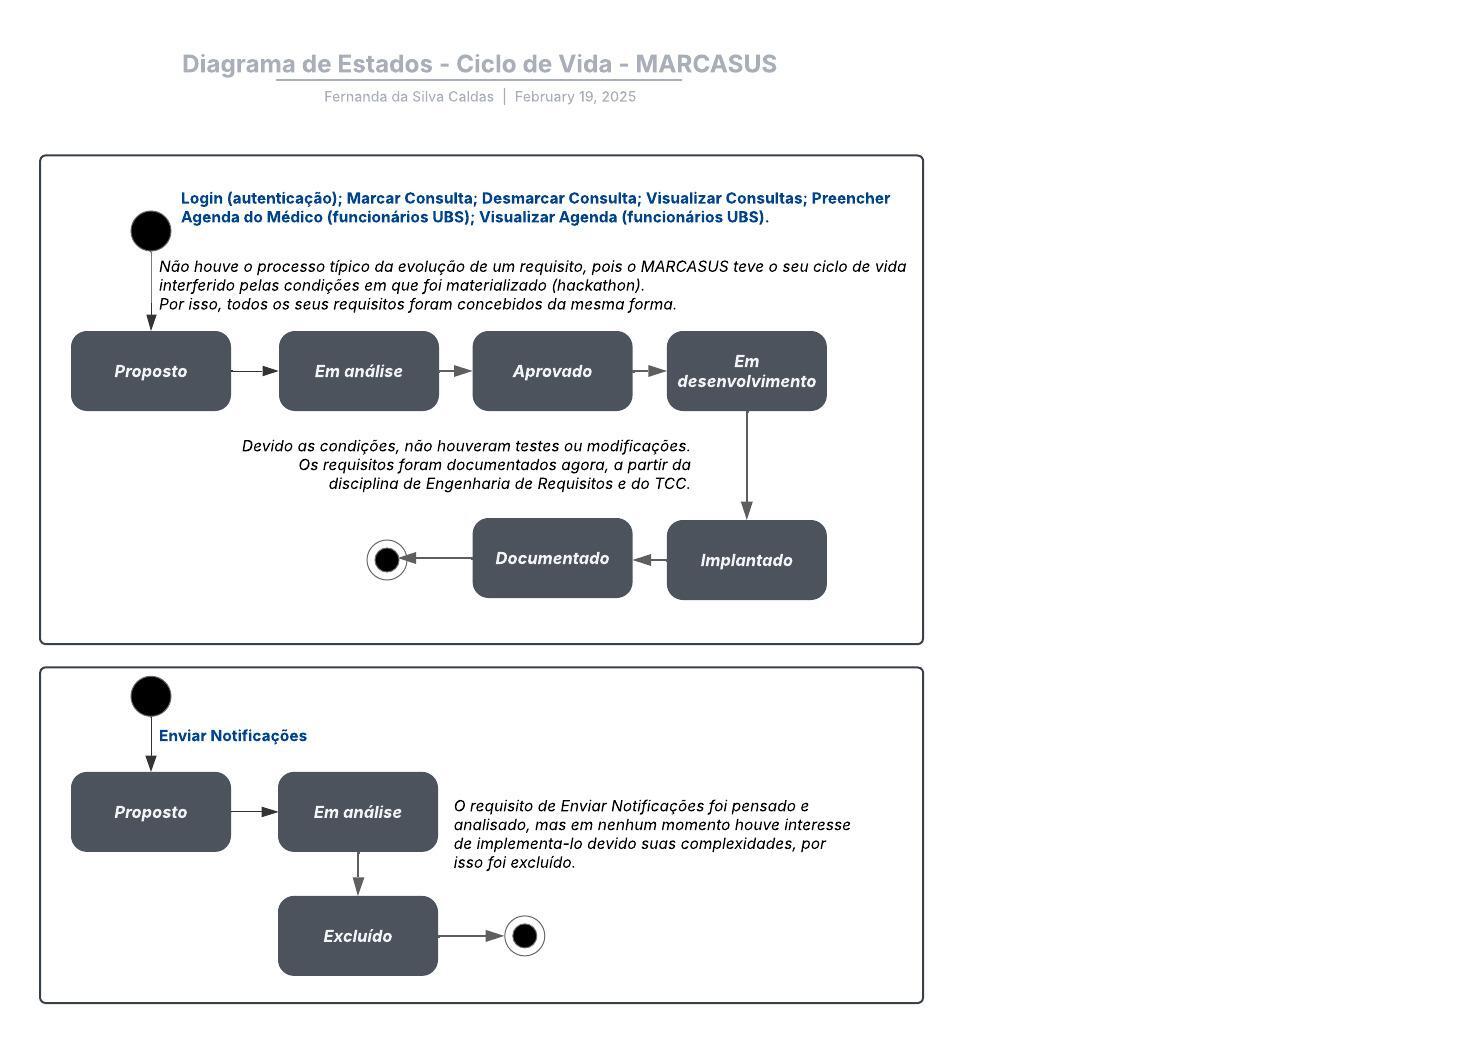 Diagrama de Estados - Ciclo de Vida - MARCASUS
Fernanda da Silva Caldas | February 19, 2025
Login (autenticação); Marcar Consulta; Desmarcar Consulta; Visualizar Consultas; Preencher
Agenda do Médico (funcionários UBS); Visualizar Agenda (funcionários UBS).
Não houve o processo típico da evolução de um requisito, pois o MARCASUS teve o seu ciclo de vida
interferido pelas condições em que foi materializado (hackathon).
Por isso, todos os seus requisitos foram concebidos da mesma forma.
Proposto
Em análise
Aprovado
Em
desenvolvimento
Devido as condições, não houveram testes ou modificações.
Os requisitos foram documentados agora, a partir da
disciplina de Engenharia de Requisitos e do TCC.
Documentado
Implantado
Enviar Notificações
Proposto
Em análise
O requisito de Enviar Notificações foi pensado e
analisado, mas em nenhum momento houve interesse
de implementa-lo devido suas complexidades, por
isso foi excluído.
Excluído